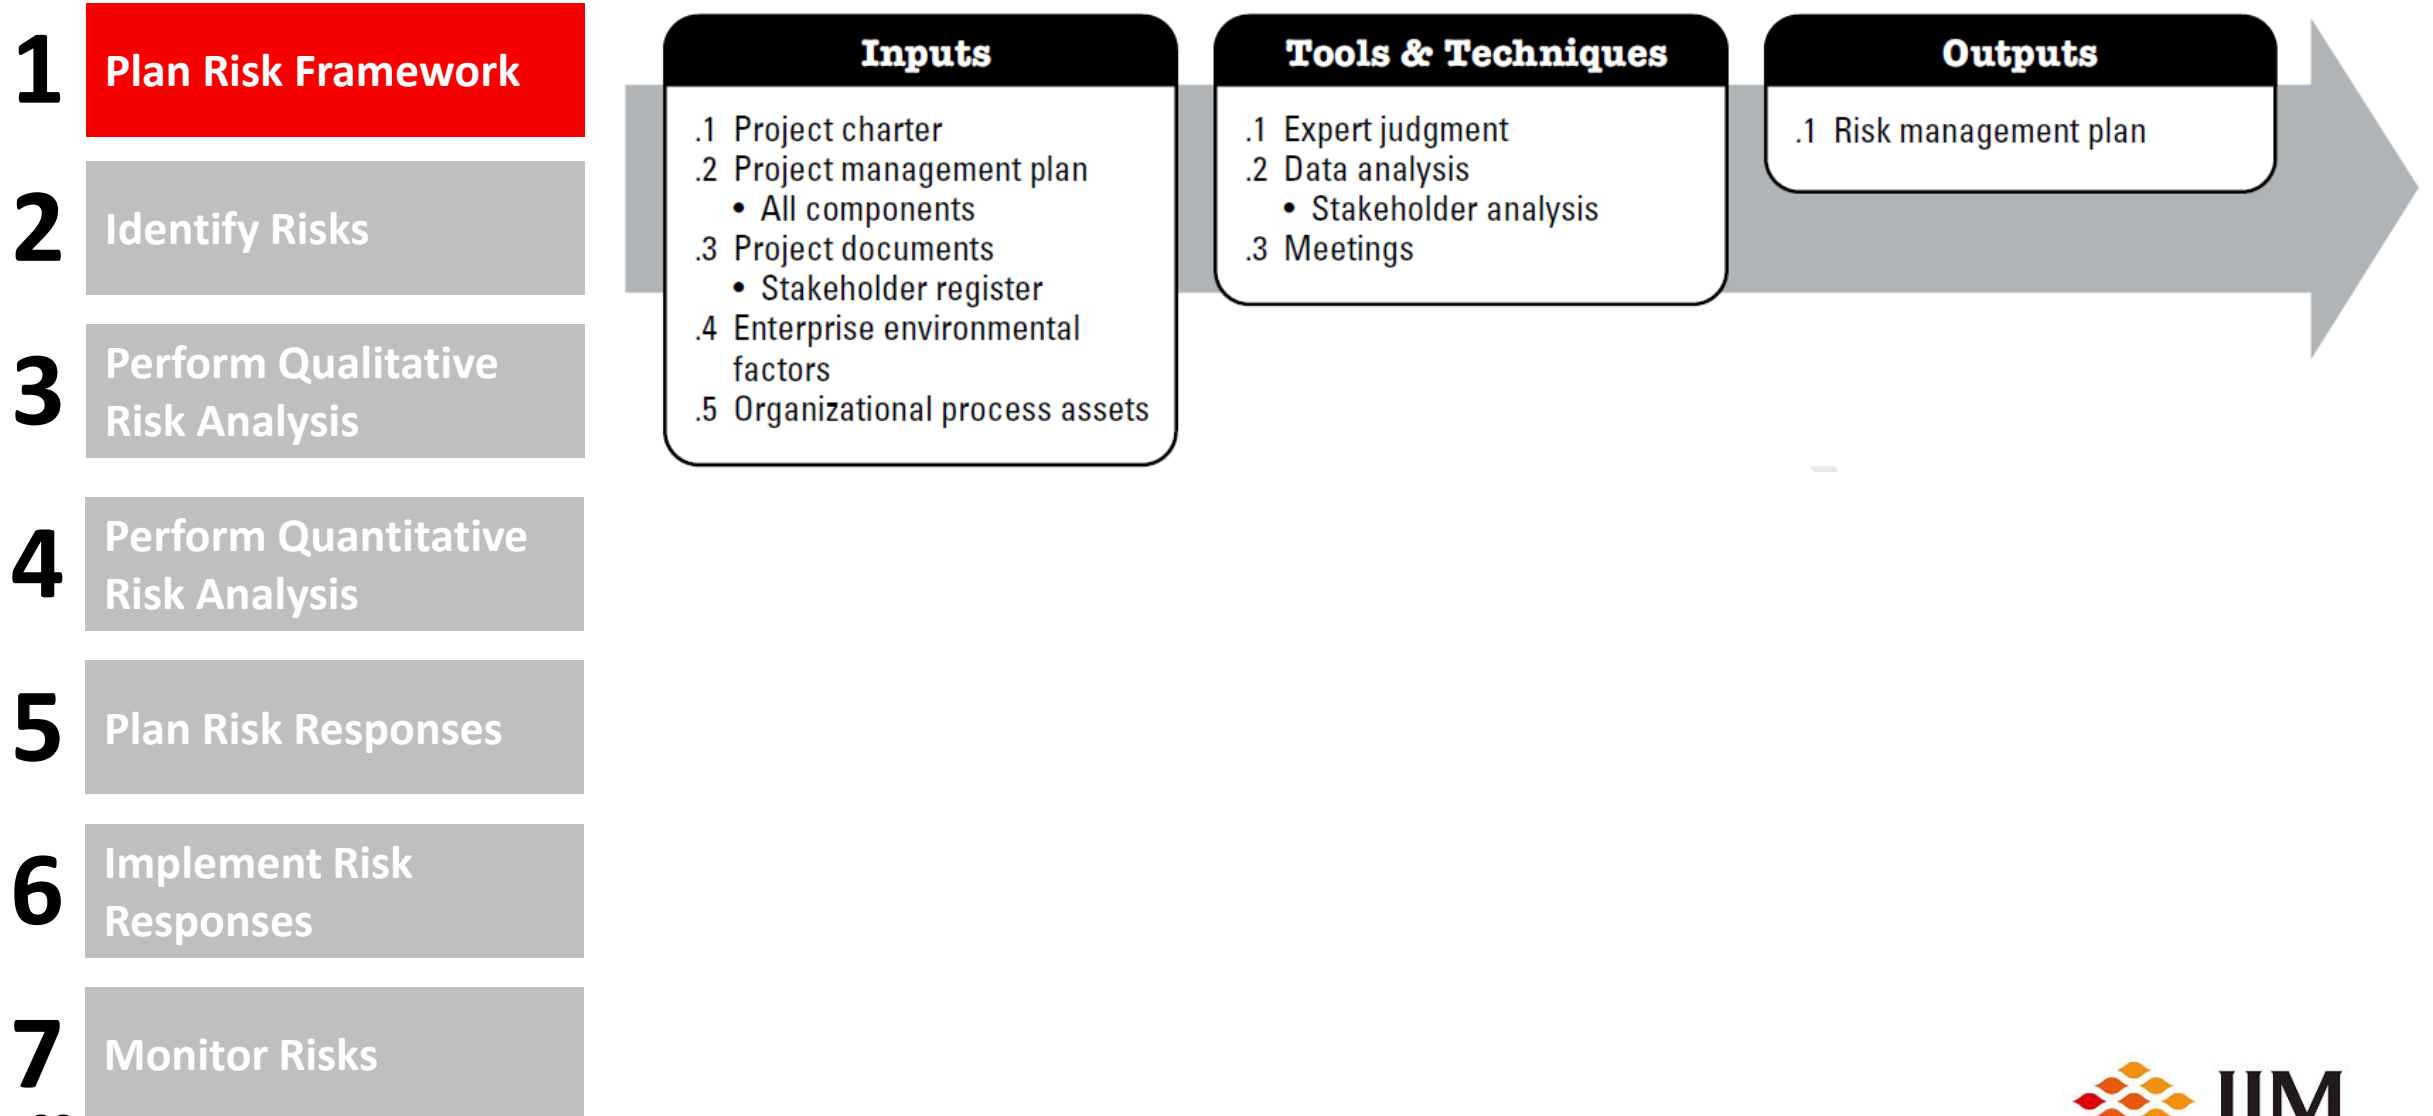 1
Plan Risk Framework
2
Identify Risks
3
Perform Qualitative
Risk Analysis
4
Perform Quantitative
Risk Analysis
5
Plan Risk Responses
6
Implement Risk
Responses
7
Monitor Risks
Inputs
.1 Project charter
.2 Project management plan
• All components
.3 Project documents
• Stakeholder register
.4 Enterprise environmental
factors
.5 Organizational process assets
Tools & Techniques
.1 Expert judgment
.2 Data analysis
• Stakeholder analysis
.3 Meetings
Outputs
.1 Risk management plan
IIM